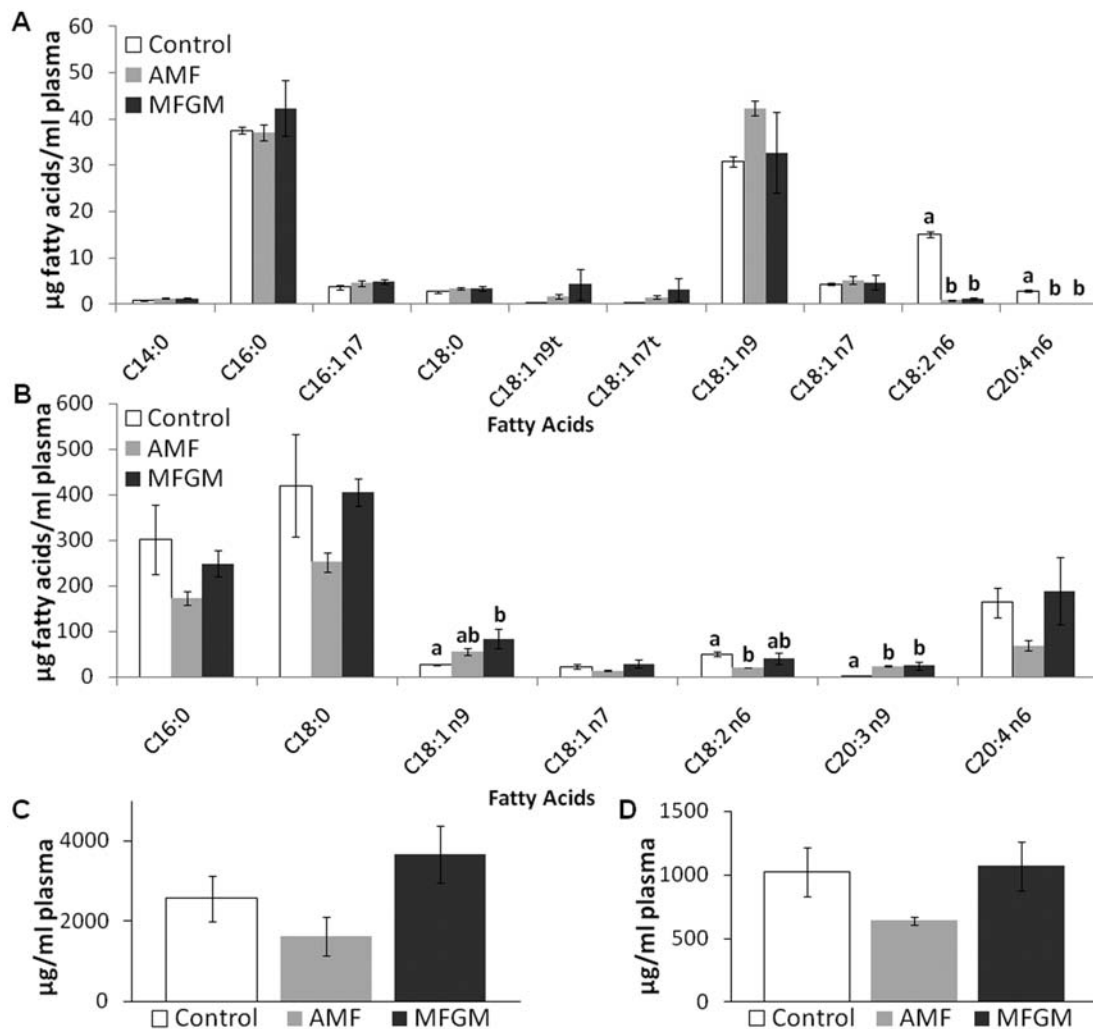 A
µg fatty acids/ml plasma
60
50
40
30
20
10
0
Control
AMF
MFGM
a
b b
a
b b
C14:0
C16:0
C16:1 n7
C18:0
C18:1 n9t
C18:1 n7t
C18:1 n9
C18:1 n7
C18:2 n6
C20:4 n6
Fatty Acids
B
µg fatty acids/ml plasma
600
500
400
300
200
100
0
Control
AMF
MFGM
a ab b
a b ab
a b b
C16:0
C18:0
C18:1 n9
C18:1 n7
C18:2 n6
C20:3 n9
C20:4 n6
Fatty Acids
C
µg/ml plasma
4000
2000
0
Control AMF MFGM
D
µg/ml plasma
1500
1000
500
0
Control AMF MFGM